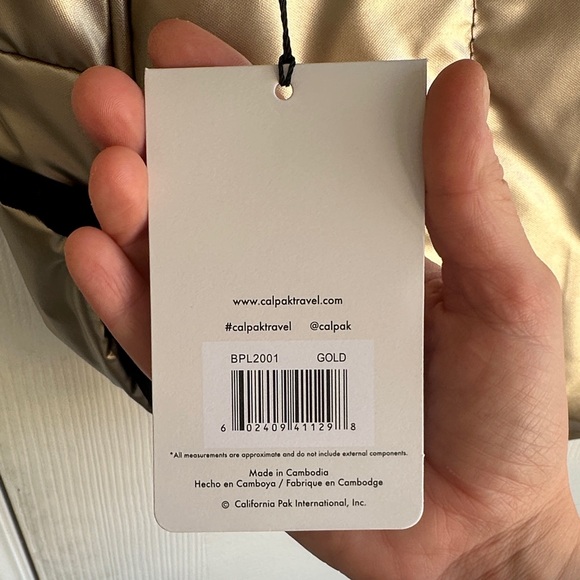 www.calpaktravel.com
#calpaktravel @calpak
BPL2001 GOLD
6 02409 41129 8
*All measurements are approximate and do not include external components.
Made in Cambodia
Hecho en Camboya / Fabrique en Cambodge
© California Pak International, Inc.